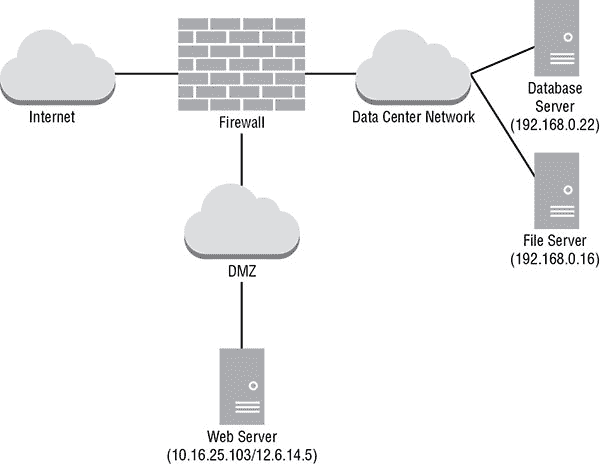 Internet
Firewall
Data Center Network
Database
Server
(192.168.0.22)
File Server
(192.168.0.16)
DMZ
Web Server
(10.16.25.103/12.6.14.5)